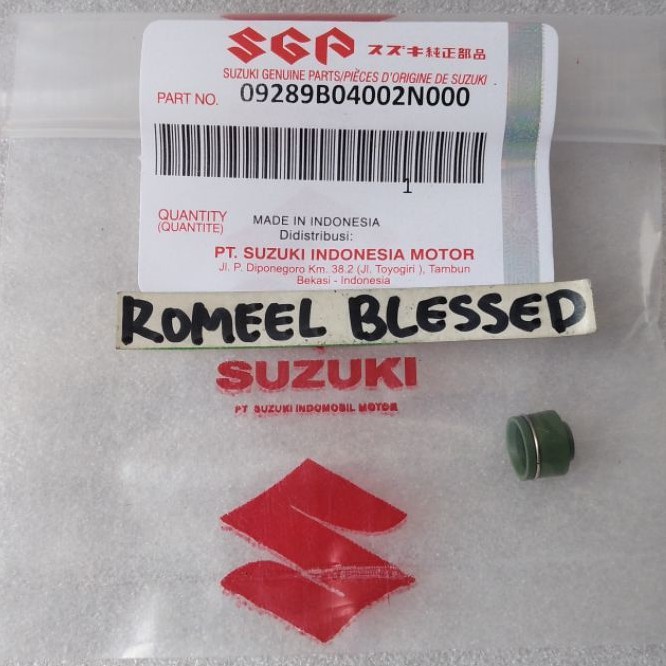 SGP スズキ純正部品
SUZUKI GENUINE PARTS/PIÈCES D'ORIGINE DE SUZUKI
PART NO. 09289B04002N000
1
QUANTITY
(QUANTITE)
MADE IN INDONESIA
Didistribusi:
PT. SUZUKI INDONESIA MOTOR
Jl. P. Diponegoro Km. 38.2 (Jl. Toyogiri ), Tambun
Bekasi - Indonesia
ROMEEL BLESSED
SUZUKI
PT SUZUKI INDOMOBIL MOTOR